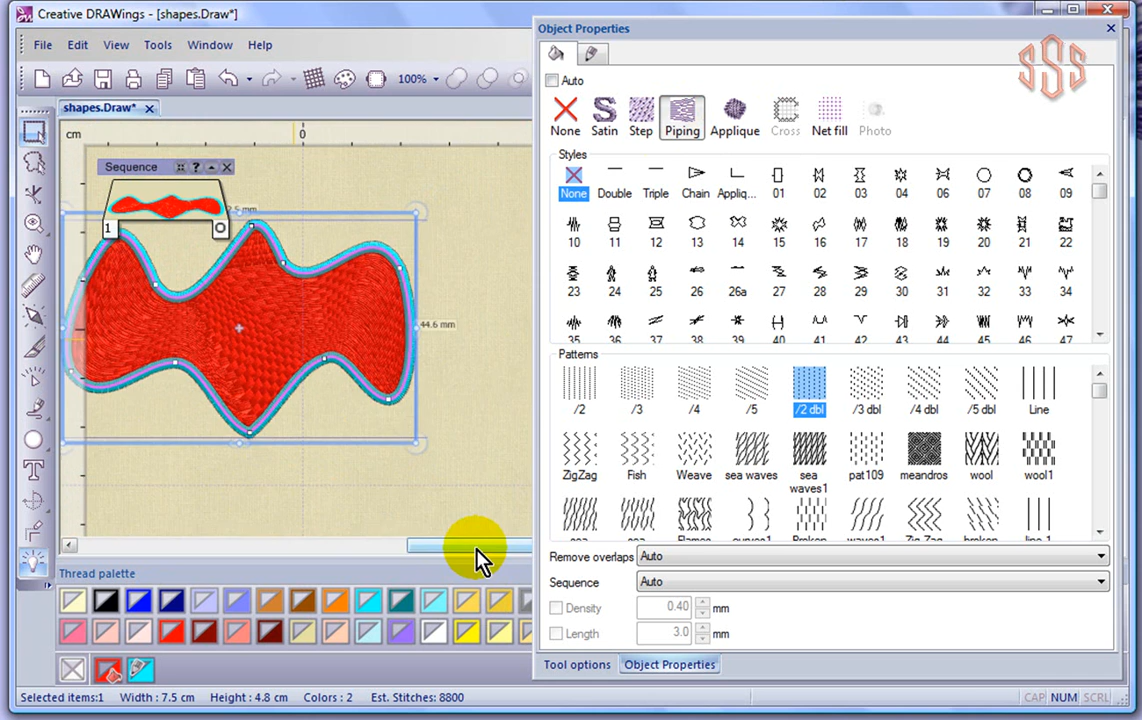 Creative DRAWings - [shapes.Draw*]
File Edit View Tools Window Help
100%
shapes.Draw*
cm 0
Sequence ?
1
44.6 mm
Object Properties
SSS
Auto
None Satin Step Piping Applique Cross Net fill Photo
Styles
None Double Triple Chain Appliq... 01 02 03 04 06 07 08 09
10 11 12 13 14 15 16 17 18 19 20 21 22
23 24 25 26 26a 27 28 29 30 31 32 33 34
35 36 37 38 39 40 41 42 43 44 45 46 47
Patterns
/2 /3 /4 /5 /2 dbl /3 dbl /4 dbl /5 dbl Line
ZigZag Fish Weave sea waves sea waves1 pat109 meandros wool wool1
Remove overlaps Auto
Sequence Auto
Density 0.40 mm
Length 3.0 mm
Tool options Object Properties
Thread palette
Selected items:1 Width : 7.5 cm Height : 4.8 cm Colors : 2 Est. Stitches: 8800 CAP NUM SCRL